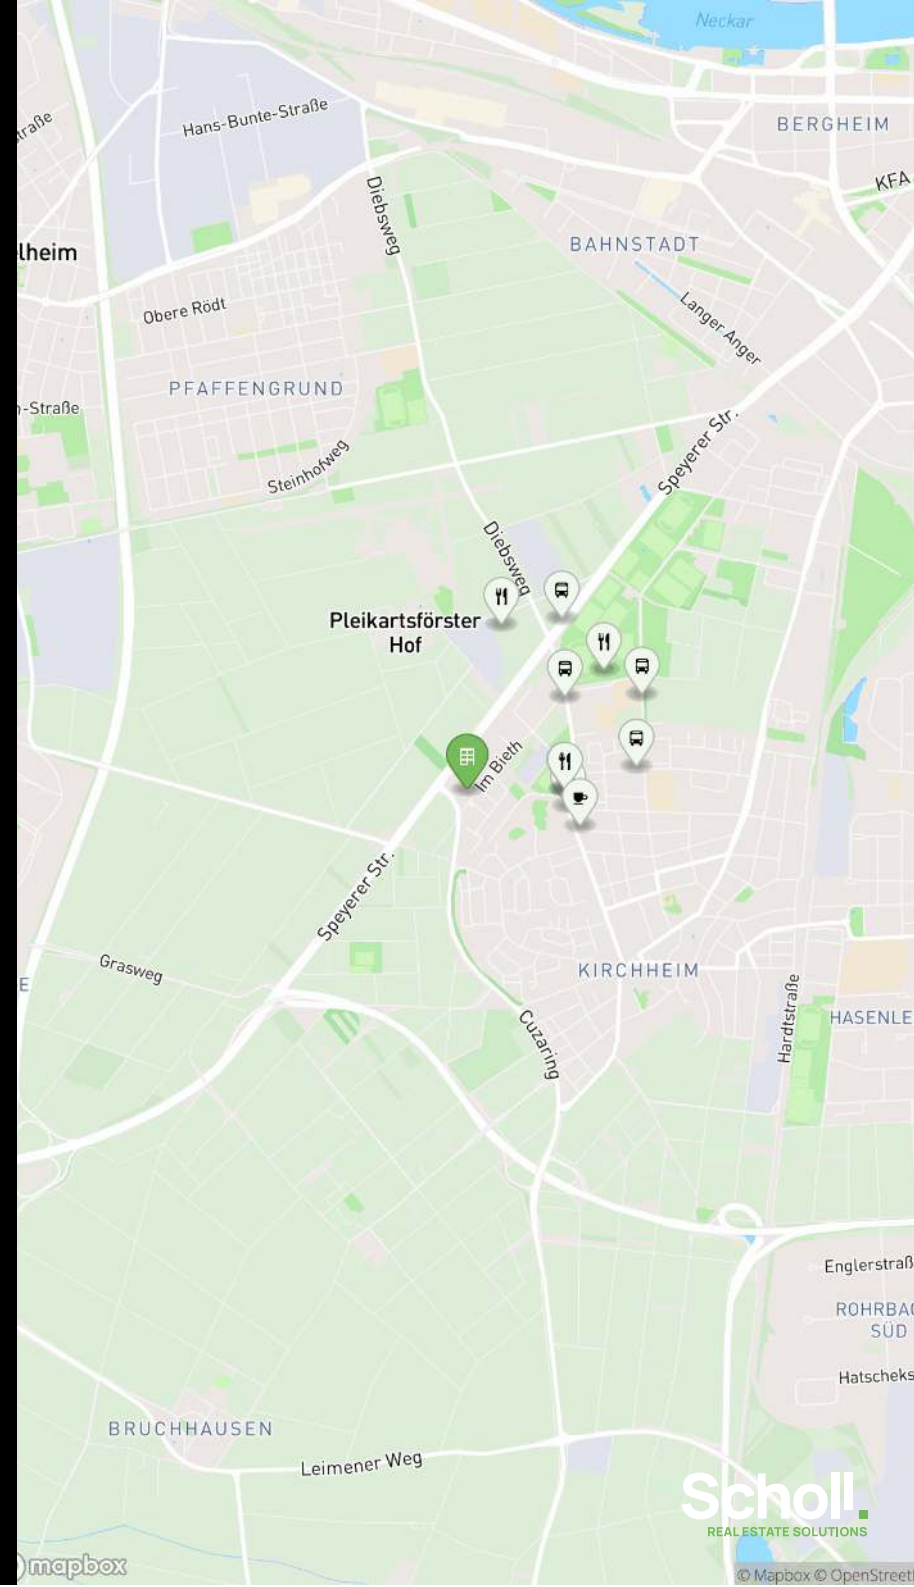 Neckar
Hans-Bunte-Straße
traße
BERGHEIM
KFA
Diebsweg
BAHNSTADT
lheim
Obere Rödt
Langer Anger
PFAFFENGRUND
-Straße
Speyerer Str.
Steinhofweg
Diebsweg
Pleikartsförster
Hof
Im Bieth
Speyerer Str.
Grasweg
KIRCHHEIM
E
Hardtstraße
HASENLE
Cuzaring
Englerstraß
ROHRBA
SÜD
Hatscheks
BRUCHHAUSEN
Leimener Weg
Scholl.
REAL ESTATE SOLUTIONS
mapbox
© Mapbox © OpenStreet